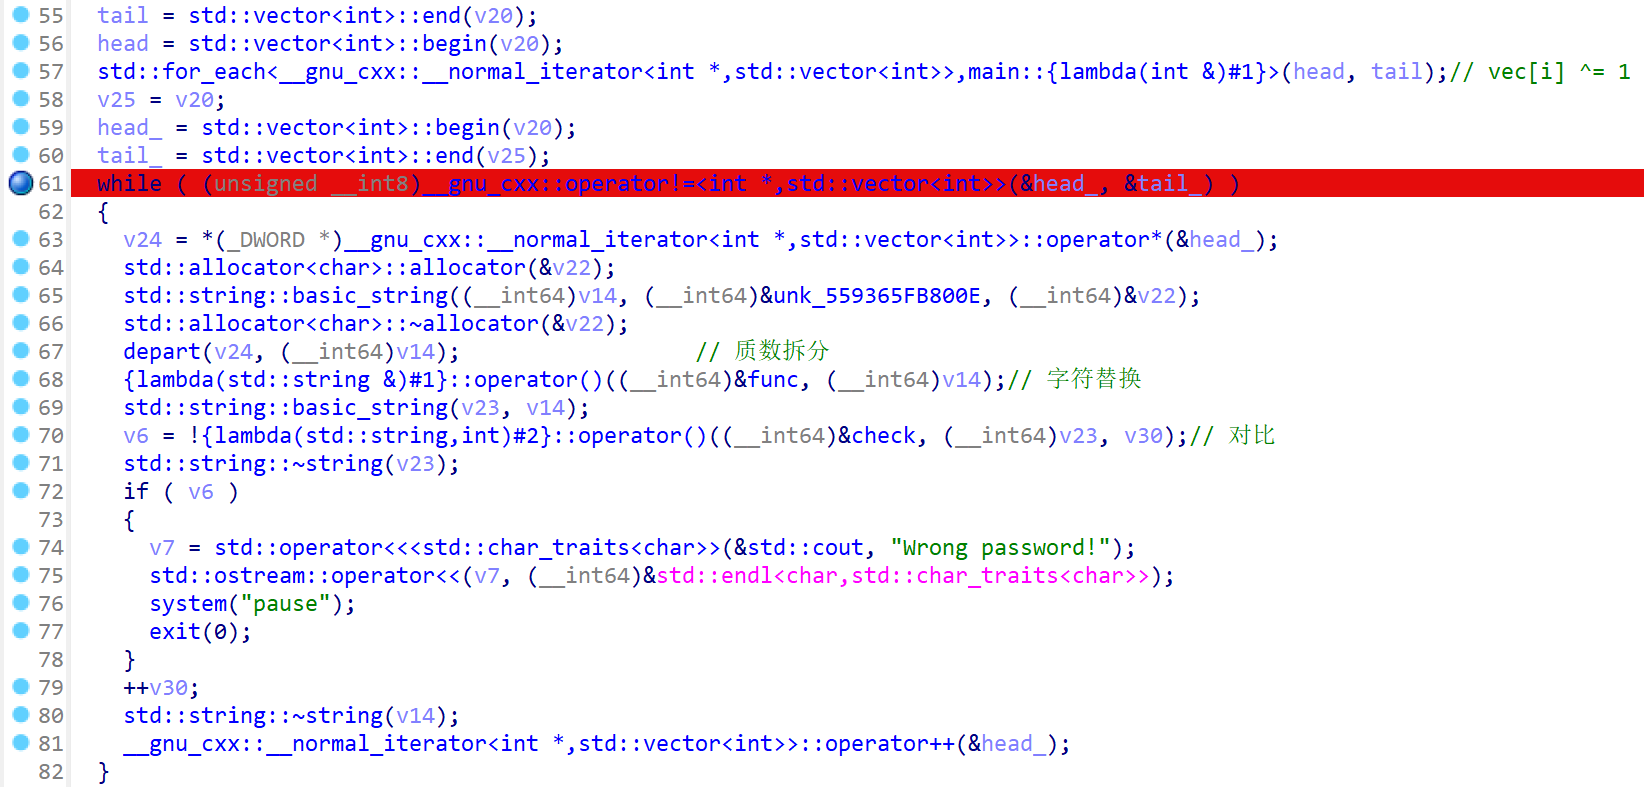 55 tail = std::vector<int>::end(v20);
56 head = std::vector<int>::begin(v20);
57 std::for_each<__gnu_cxx::__normal_iterator<int *,std::vector<int>>,main::{lambda(int &)#1}>(head, tail);// vec[i] ^= 1
58 v25 = v20;
59 head_ = std::vector<int>::begin(v20);
60 tail_ = std::vector<int>::end(v25);
61 while ( (unsigned __int8)__gnu_cxx::operator!=<int *,std::vector<int>>(&head_, &tail_) )
62 {
63 v24 = *(_DWORD *)__gnu_cxx::__normal_iterator<int *,std::vector<int>>::operator*(&head_);
64 std::allocator<char>::allocator(&v22);
65 std::string::basic_string((__int64)v14, (__int64)&unk_559365FB800E, (__int64)&v22);
66 std::allocator<char>::~allocator(&v22);
67 depart(v24, (__int64)v14); // 质数拆分
68 {lambda(std::string &)#1}::operator()((__int64)&func, (__int64)v14);// 字符替换
69 std::string::basic_string(v23, v14);
70 v6 = !{lambda(std::string,int)#2}::operator()((__int64)&check, (__int64)v23, v30);// 对比
71 std::string::~string(v23);
72 if ( v6 )
73 {
74 v7 = std::operator<<<std::char_traits<char>>(&std::cout, "Wrong password!");
75 std::ostream::operator<<(v7, (__int64)&std::endl<char,std::char_traits<char>>);
76 system("pause");
77 exit(0);
78 }
79 ++v30;
80 std::string::~string(v14);
81 __gnu_cxx::__normal_iterator<int *,std::vector<int>>::operator++(&head_);
82 }